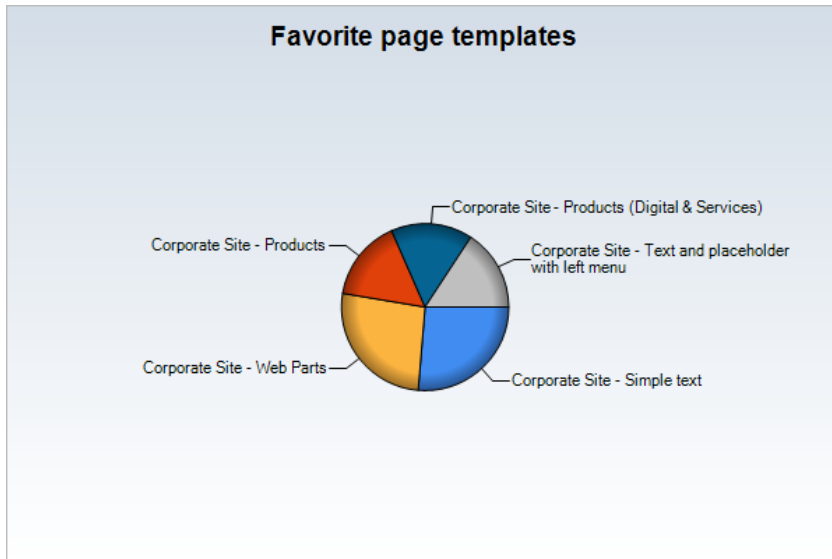 Favorite page templates
Corporate Site - Products (Digital & Services)
Corporate Site - Products
Corporate Site - Text and placeholder
with left menu
Corporate Site - Web Parts
Corporate Site - Simple text